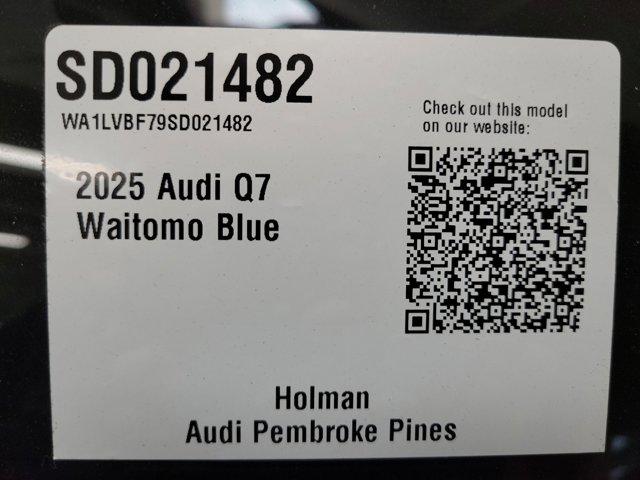 SD021482
WA1LVBF79SD021482
Check out this model
on our website:
2025 Audi Q7
Waitomo Blue
Holman
Audi Pembroke Pines